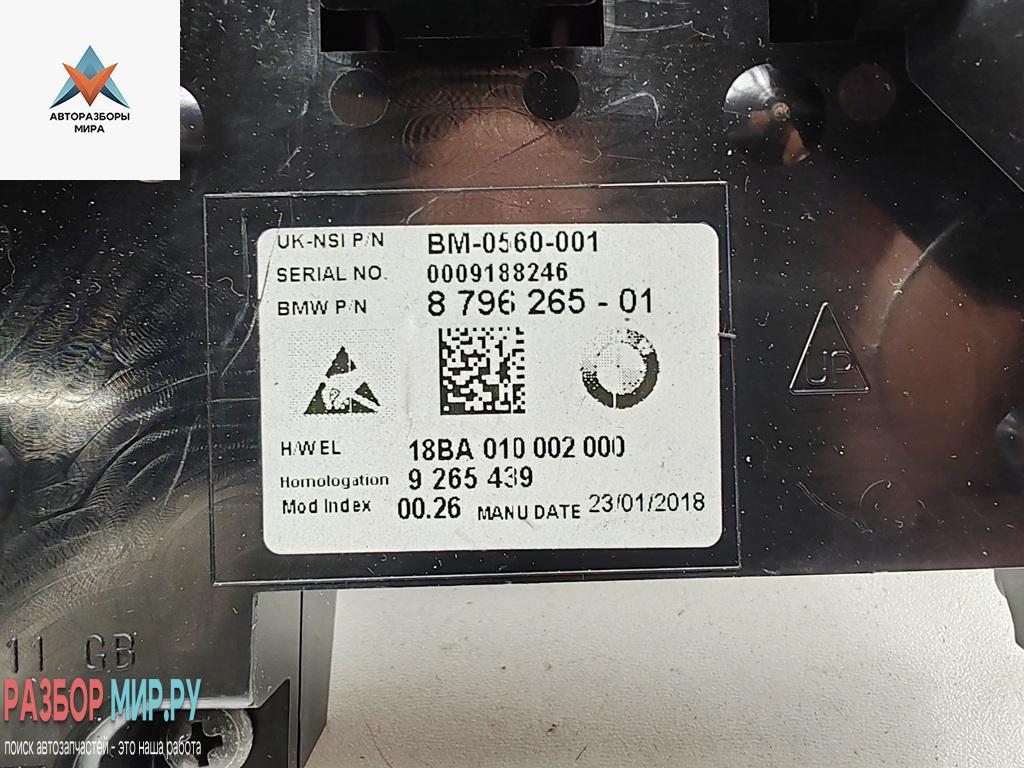 АВТОРАЗБОРЫ
МИРА
UK-NSI P/N BM-0560-001
SERIAL NO. 0009188246
BMW P/N 8 796 265 - 01
JP
H/W EL 18BA 010 002 000
Homologation 9 265 439
Mod Index 00.26 MANU DATE 23/01/2018
11 GB
РАЗБОР МИР.РУ
поиск автозапчастей - это наша работа